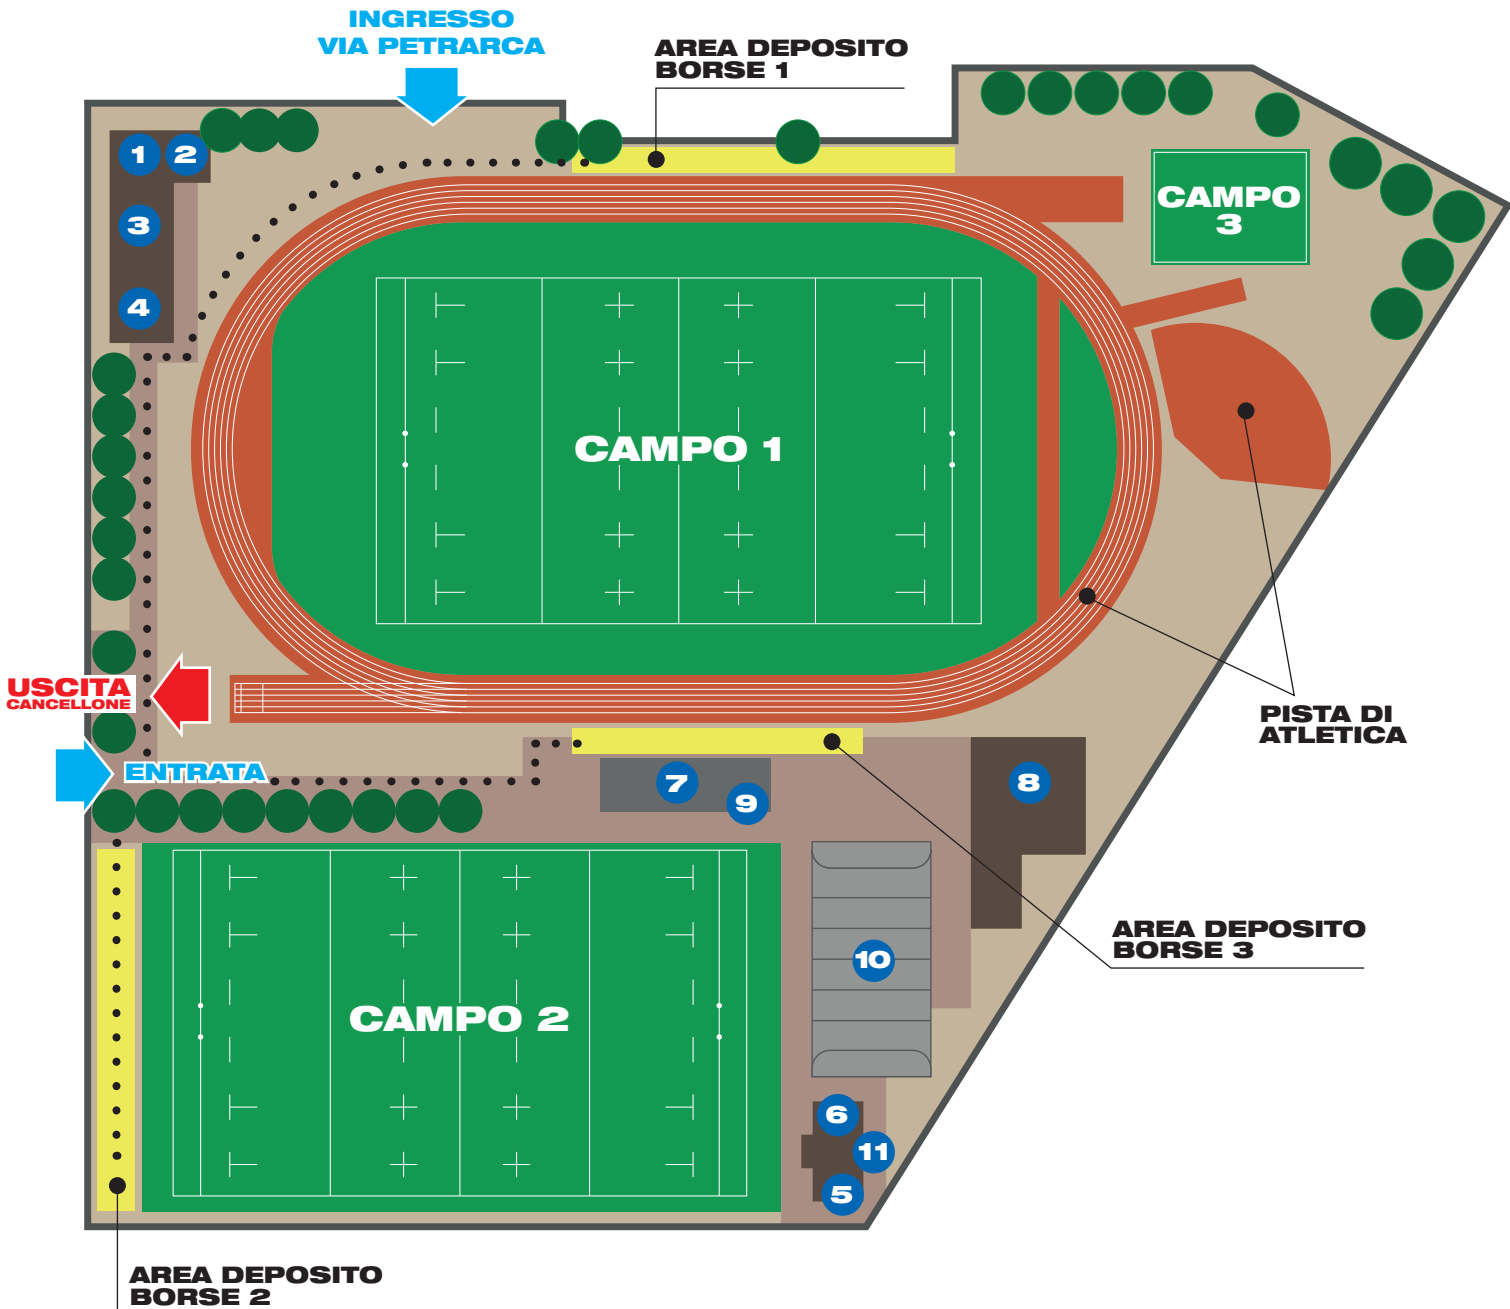 INGRESSO
VIA PETRARCA
AREA DEPOSITO
BORSE 1
1
2
3
4
CAMPO
3
CAMPO 1
USCITA
CANCELLONE
PISTA DI
ATLETICA
ENTRATA
7
9
8
AREA DEPOSITO
BORSE 3
10
CAMPO 2
6
11
5
AREA DEPOSITO
BORSE 2